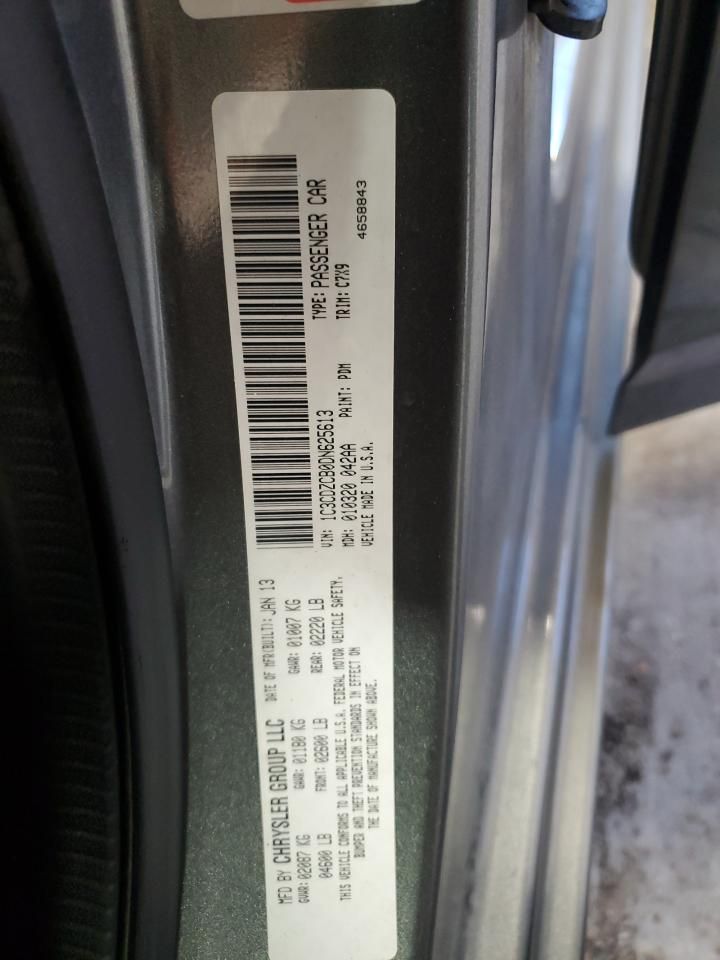 MFD BY CHRYSLER GROUP LLC DATE OF MFR(BUILT): JAN 13
GVWR: 02087 KG GAWR: 01180 KG GAWR: 01007 KG
04600 LB FRONT: 02600 LB REAR: 02220 LB
THIS VEHICLE CONFORMS TO ALL APPLICABLE U.S.A. FEDERAL MOTOR VEHICLE SAFETY,
BUMPER AND THEFT PREVENTION STANDARDS IN EFFECT ON
THE DATE OF MANUFACTURE SHOWN ABOVE.
VIN: 1C3CDZCB0DN625613 TYPE: PASSENGER CAR
MDH: 010320 042AA PAINT: PDM TRIM: C7X9
VEHICLE MADE IN U.S.A. 4658843